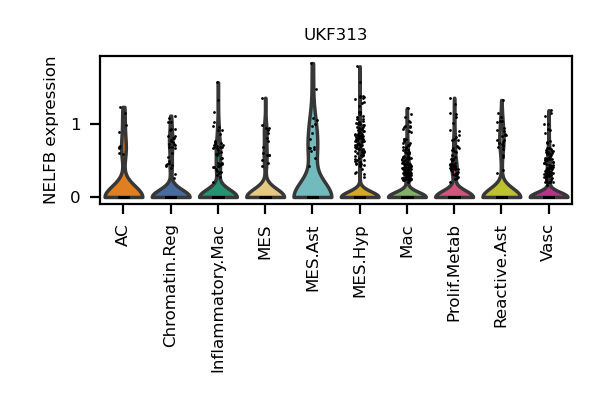 UKF313
NELFB expression
1
0
AC
Chromatin.Reg
Inflammatory.Mac
MES
MES.Ast
MES.Hyp
Mac
Prolif.Metab
Reactive.Ast
Vasc